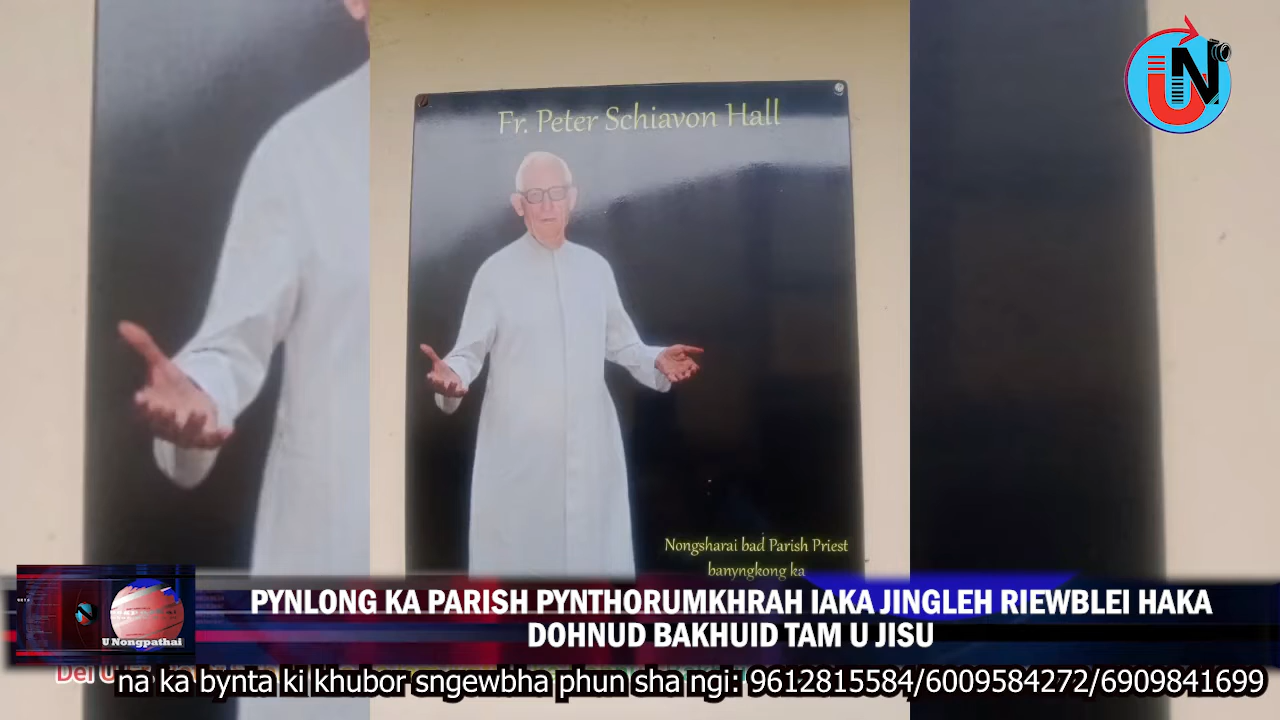 UN
Fr. Peter Schiavon Hall
Nongsharai bad Parish Priest
banyngkong ka
PYNLONG KA PARISH PYNTHORUMKHRAH IAKA JINGLEH RIEWBLEI HAKA
DOHNUD BAKHUID TAM U JISU
U Nongpathai
na ka bynta ki khubor sngewbha phun sha ngi: 9612815584/6009584272/6909841699